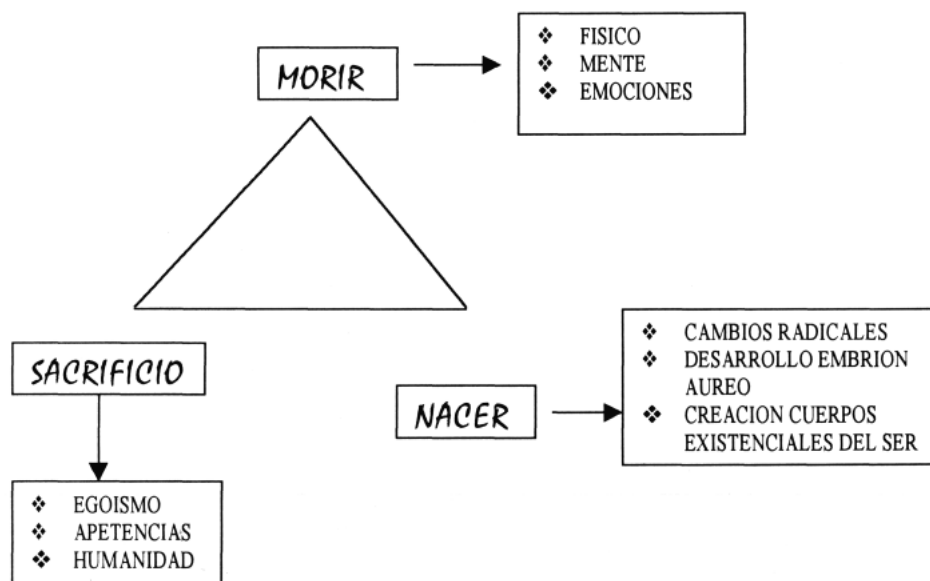 MORIR
❖ FISICO
❖ MENTE
❖ EMOCIONES
SACRIFICIO
❖ EGOISMO
❖ APETENCIAS
❖ HUMANIDAD
NACER
❖ CAMBIOS RADICALES
❖ DESARROLLO EMBRION
AUREO
❖ CREACION CUERPOS
EXISTENCIALES DEL SER